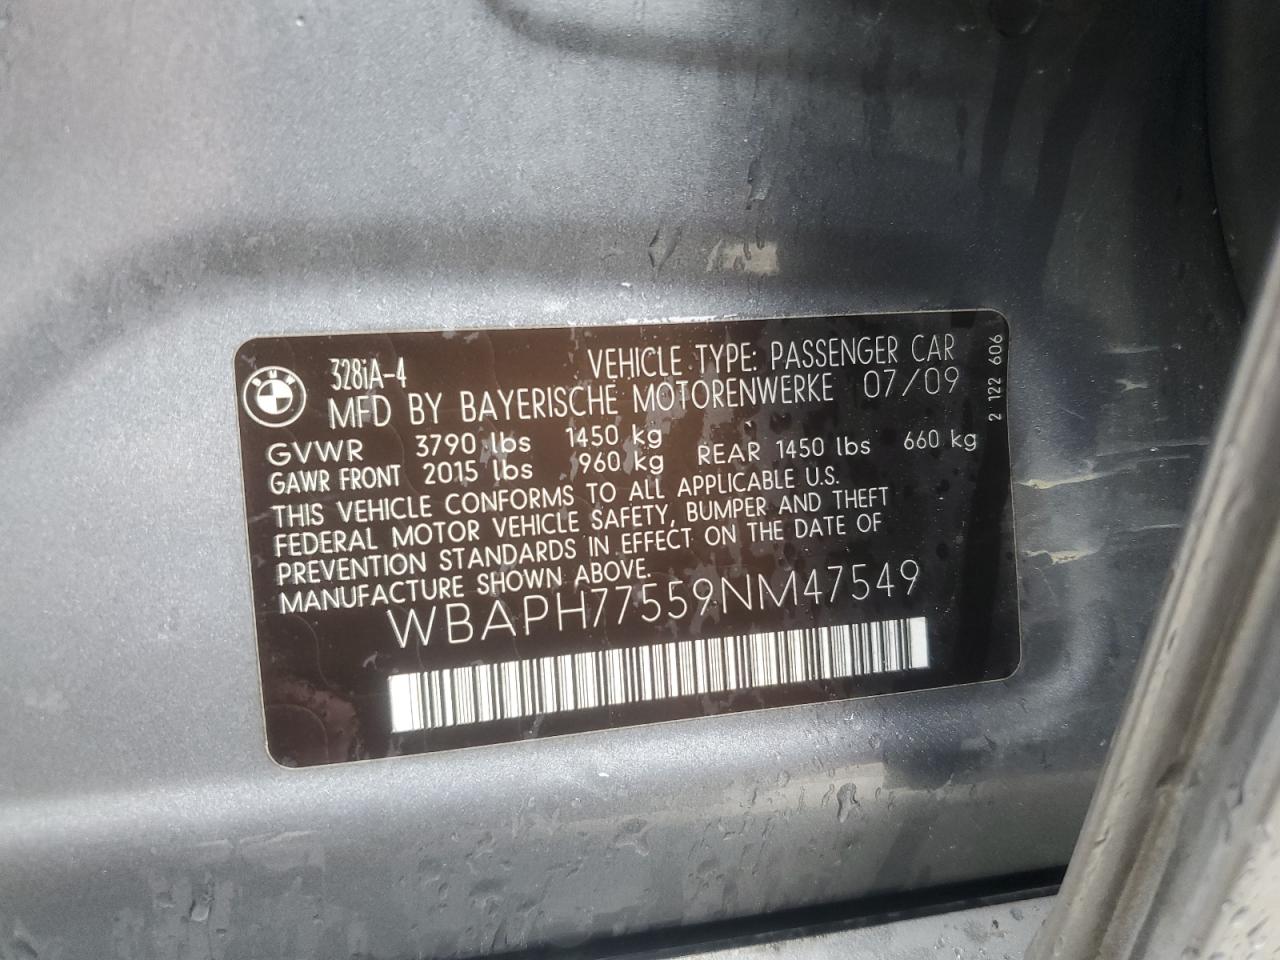 BMW
328iA-4 VEHICLE TYPE: PASSENGER CAR
MFD BY BAYERISCHE MOTORENWERKE 07/09
GVWR 3790 lbs 1450 kg
GAWR FRONT 2015 lbs 960 kg REAR 1450 lbs 660 kg
THIS VEHICLE CONFORMS TO ALL APPLICABLE U.S.
FEDERAL MOTOR VEHICLE SAFETY, BUMPER AND THEFT
PREVENTION STANDARDS IN EFFECT ON THE DATE OF
MANUFACTURE SHOWN ABOVE.
WBAPH77559NM47549
2 122 606